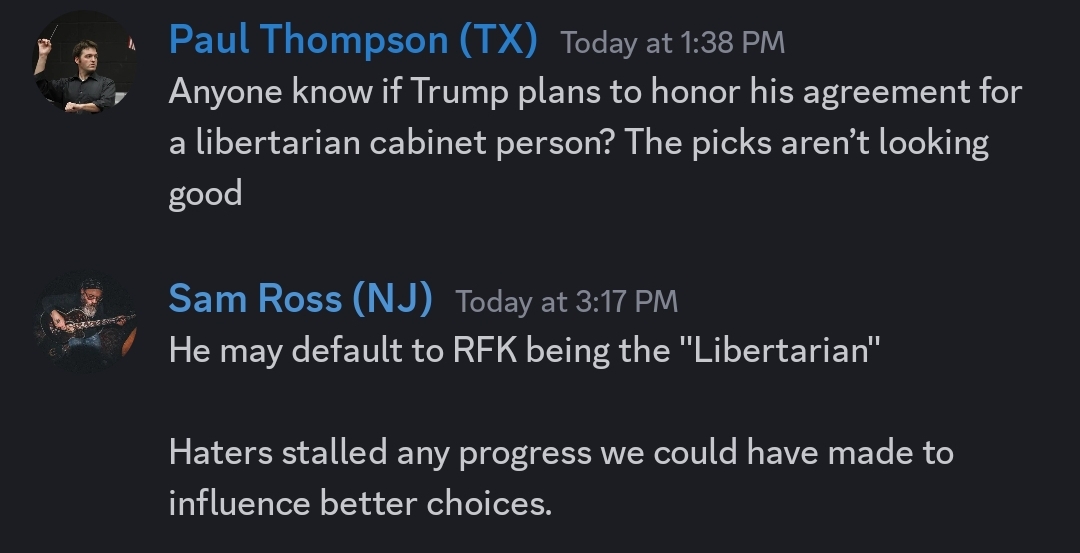 Paul Thompson (TX) Today at 1:38 PM
Anyone know if Trump plans to honor his agreement for
a libertarian cabinet person? The picks aren’t looking
good
Sam Ross (NJ) Today at 3:17 PM
He may default to RFK being the "Libertarian"
Haters stalled any progress we could have made to
influence better choices.